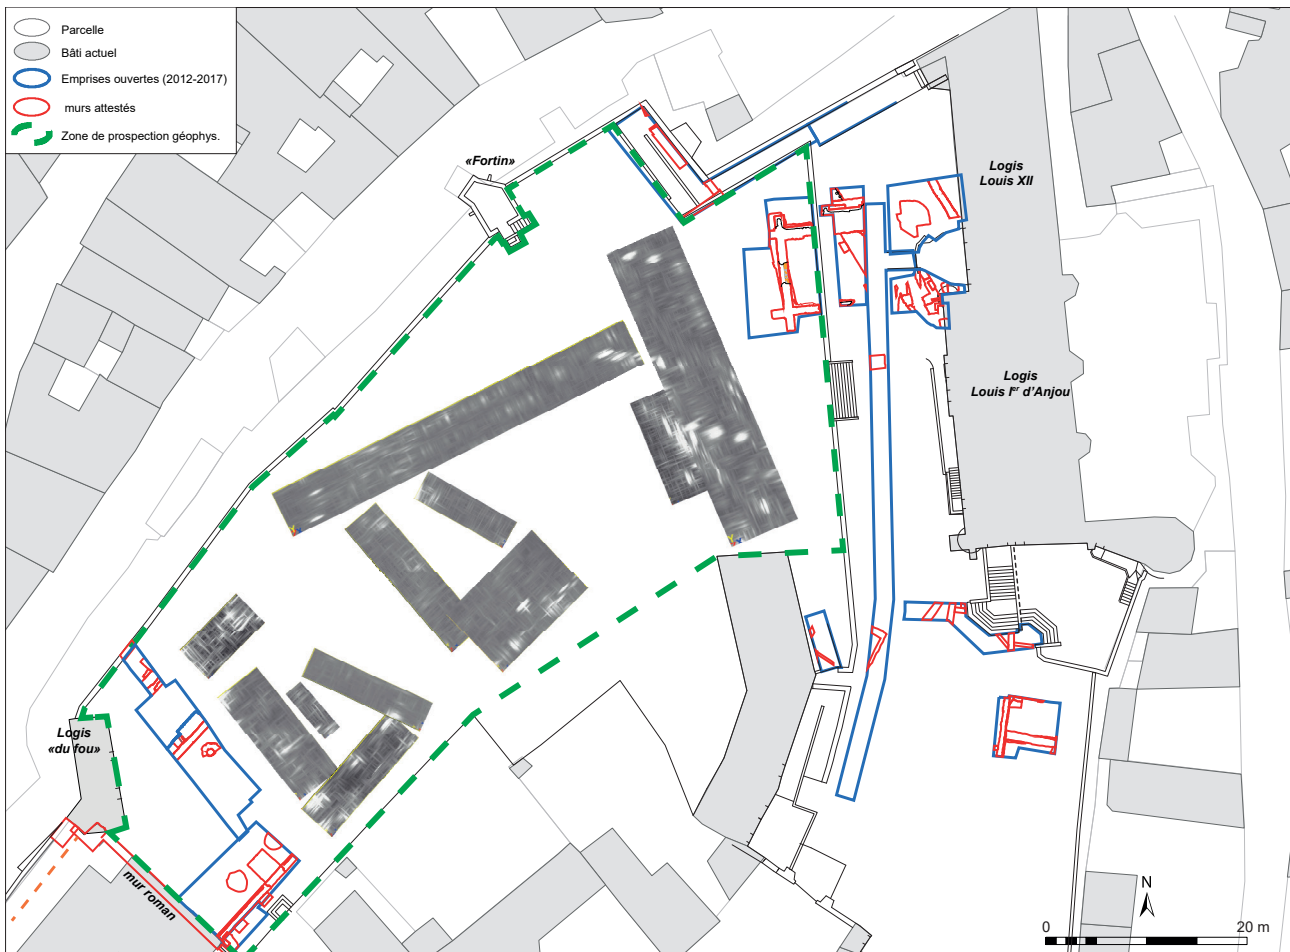 Parcelle
Bâti actuel
Emprises ouvertes (2012-2017)
murs attestés
Zone de prospection géophys.
«Fortin»
Logis
Louis XII
Logis
Louis Iᵉʳ d'Anjou
Logis
«du fou»
mur roman
N
0 20 m